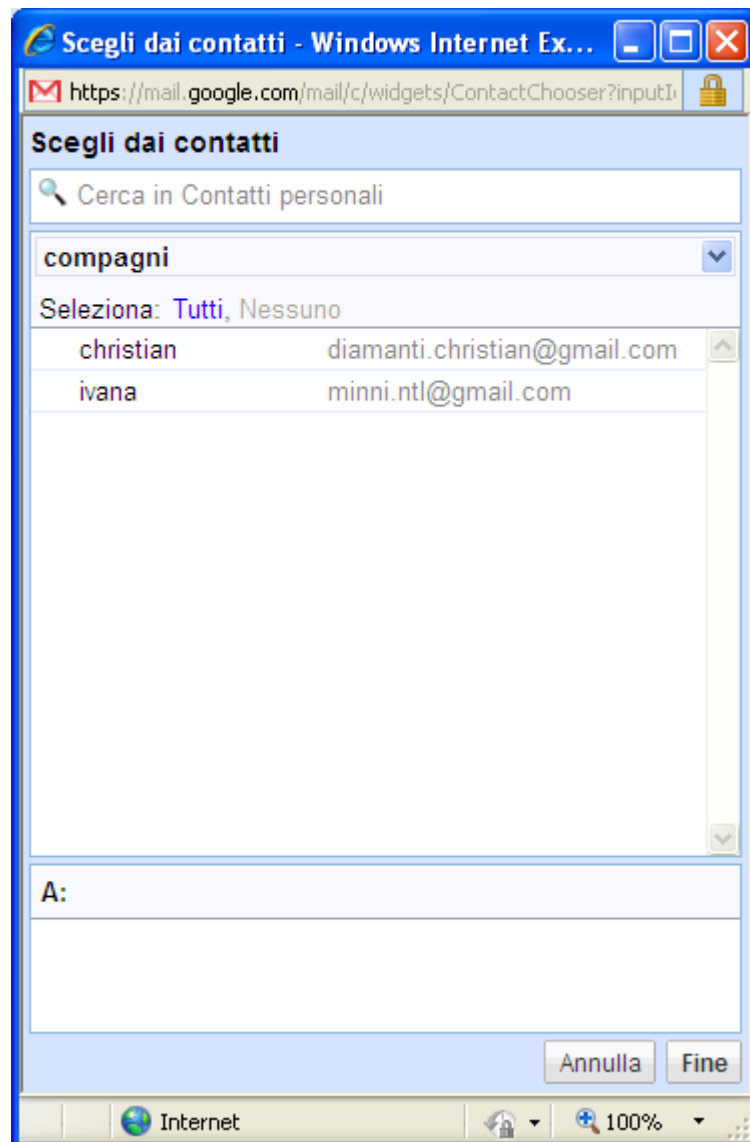 Scegli dai contatti - Windows Internet Ex...
https://mail.google.com/mail/c/widgets/ContactChooser?inputI
Scegli dai contatti
Cerca in Contatti personali
compagni
Seleziona: Tutti, Nessuno
christian diamanti.christian@gmail.com
ivana minni.ntl@gmail.com
A:
Annulla Fine
Internet 100%